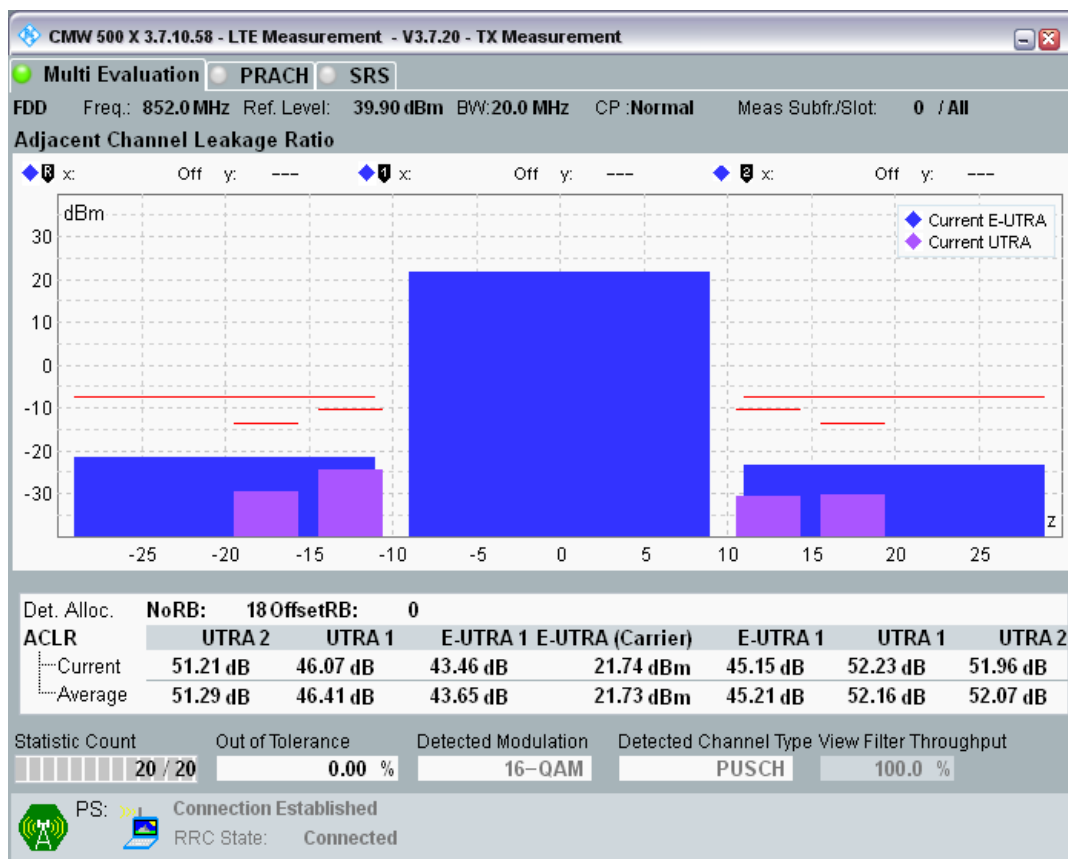 CMW 500 X 3.7.10.58 - LTE Measurement - V3.7.20 - TX Measurement
Multi Evaluation PRACH SRS
FDD Freq.: 852.0 MHz Ref. Level: 39.90 dBm BW:20.0 MHz CP :Normal Meas Subfr./Slot: 0 / All
Adjacent Channel Leakage Ratio
R x: Off y: --- 1 x: Off y: --- 2 x: Off y: ---
dBm
Current E-UTRA
Current UTRA
30
20
10
0
-10
-20
-30
z
-25 -20 -15 -10 -5 0 5 10 15 20 25
Det. Alloc. NoRB: 18 OffsetRB: 0
ACLR UTRA 2 UTRA 1 E-UTRA 1 E-UTRA (Carrier) E-UTRA 1 UTRA 1 UTRA 2
Current 51.21 dB 46.07 dB 43.46 dB 21.74 dBm 45.15 dB 52.23 dB 51.96 dB
Average 51.29 dB 46.41 dB 43.65 dB 21.73 dBm 45.21 dB 52.16 dB 52.07 dB
Statistic Count Out of Tolerance Detected Modulation Detected Channel Type View Filter Throughput
20 / 20 0.00 % 16-QAM PUSCH 100.0 %
PS: Connection Established
RRC State: Connected